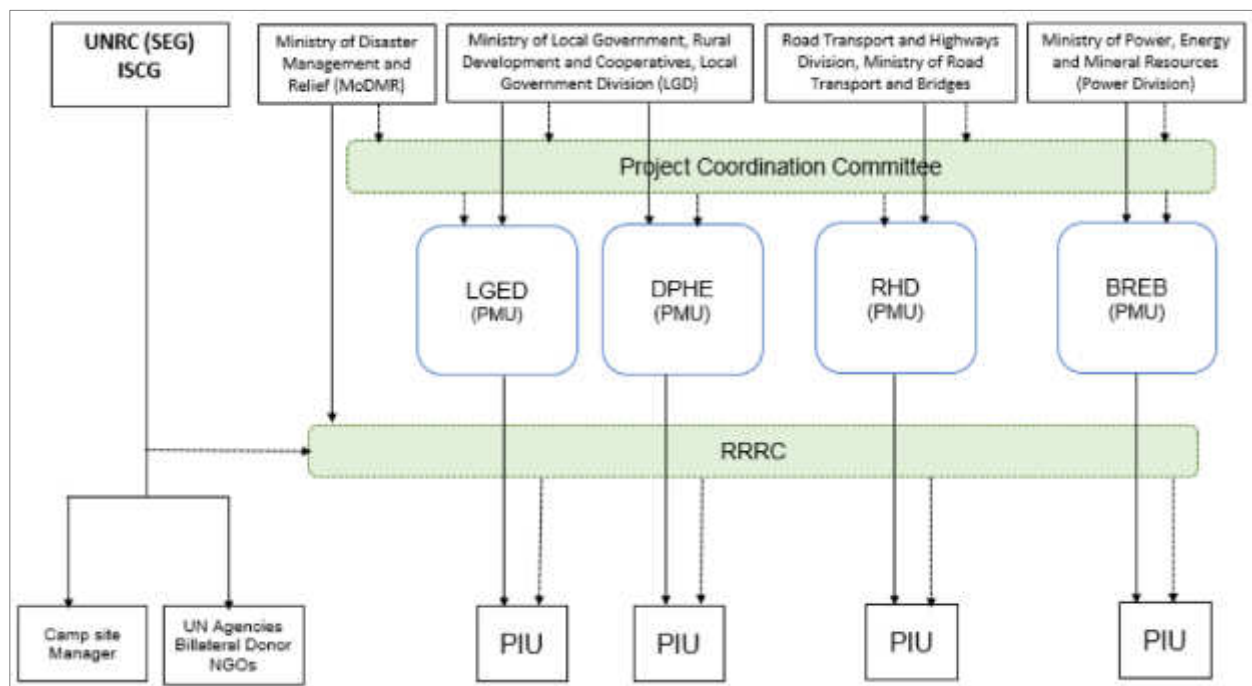 UNRC (SEG)
ISCG
Ministry of Disaster
Management and
Relief (MoDMR)
Ministry of Local Government, Rural
Development and Cooperatives, Local
Government Division (LGD)
Road Transport and Highways
Division, Ministry of Road
Transport and Bridges
Ministry of Power, Energy
and Mineral Resources
(Power Division)
Project Coordination Committee
LGED
(PMU)
DPHE
(PMU)
RHD
(PMU)
BREB
(PMU)
RRRC
Camp site
Manager
UN Agencies
Billateral Donor
NGOs
PIU
PIU
PIU
PIU